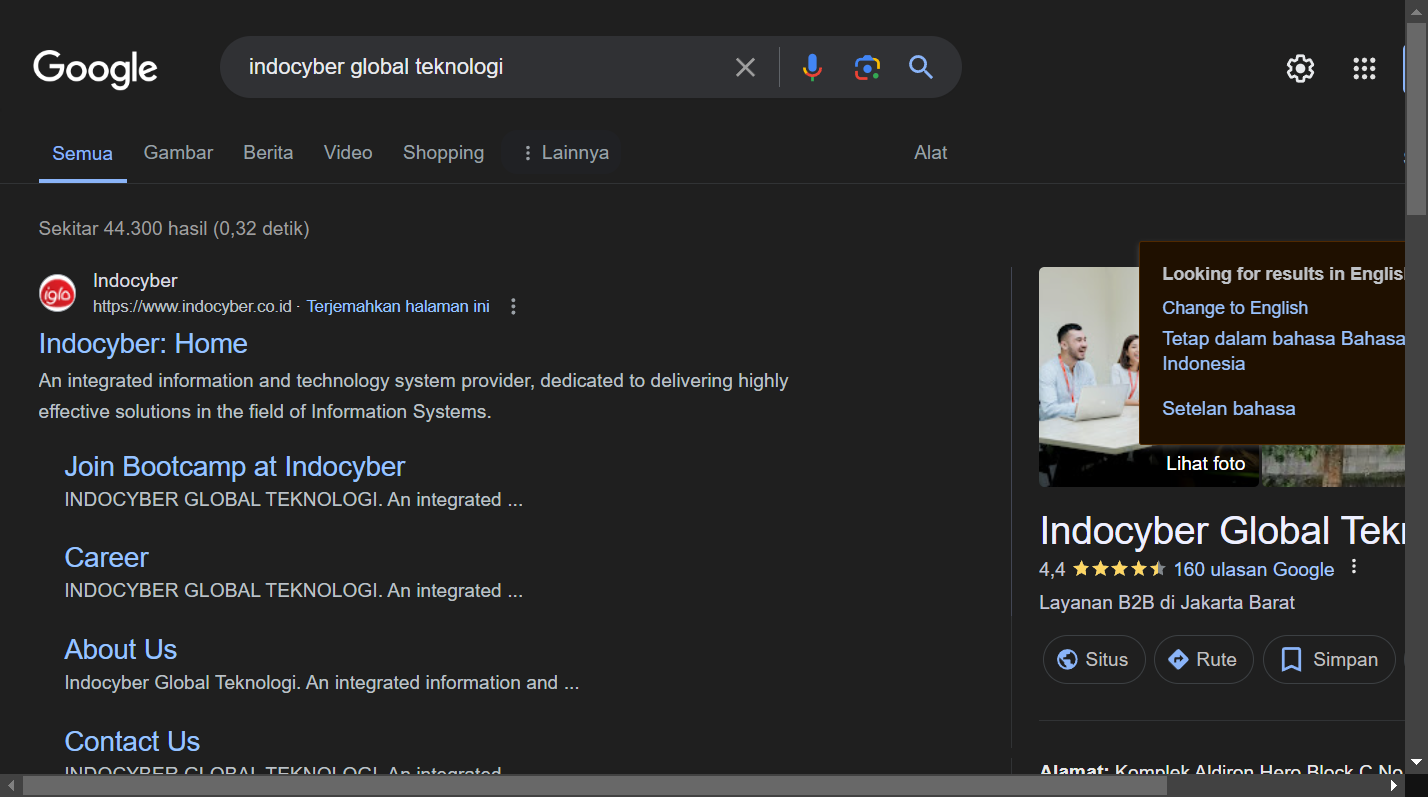 Google
indocyber global teknologi
Semua
Gambar
Berita
Video
Shopping
Lainnya
Alat
Sekitar 44.300 hasil (0,32 detik)
iglo
Indocyber
https://www.indocyber.co.id · Terjemahkan halaman ini
Indocyber: Home
An integrated information and technology system provider, dedicated to delivering highly
effective solutions in the field of Information Systems.
Join Bootcamp at Indocyber
INDOCYBER GLOBAL TEKNOLOGI. An integrated ...
Career
INDOCYBER GLOBAL TEKNOLOGI. An integrated ...
About Us
Indocyber Global Teknologi. An integrated information and ...
Contact Us
INDOCYBER GLOBAL TEKNOLOGI. An integrated
Looking for results in Englis
Change to English
Tetap dalam bahasa Bahasa
Indonesia
Setelan bahasa
Lihat foto
Indocyber Global Tek
4,4
160 ulasan Google
Layanan B2B di Jakarta Barat
Situs
Rute
Simpan
Alamat: Komplek Aldiron Hero Block C No